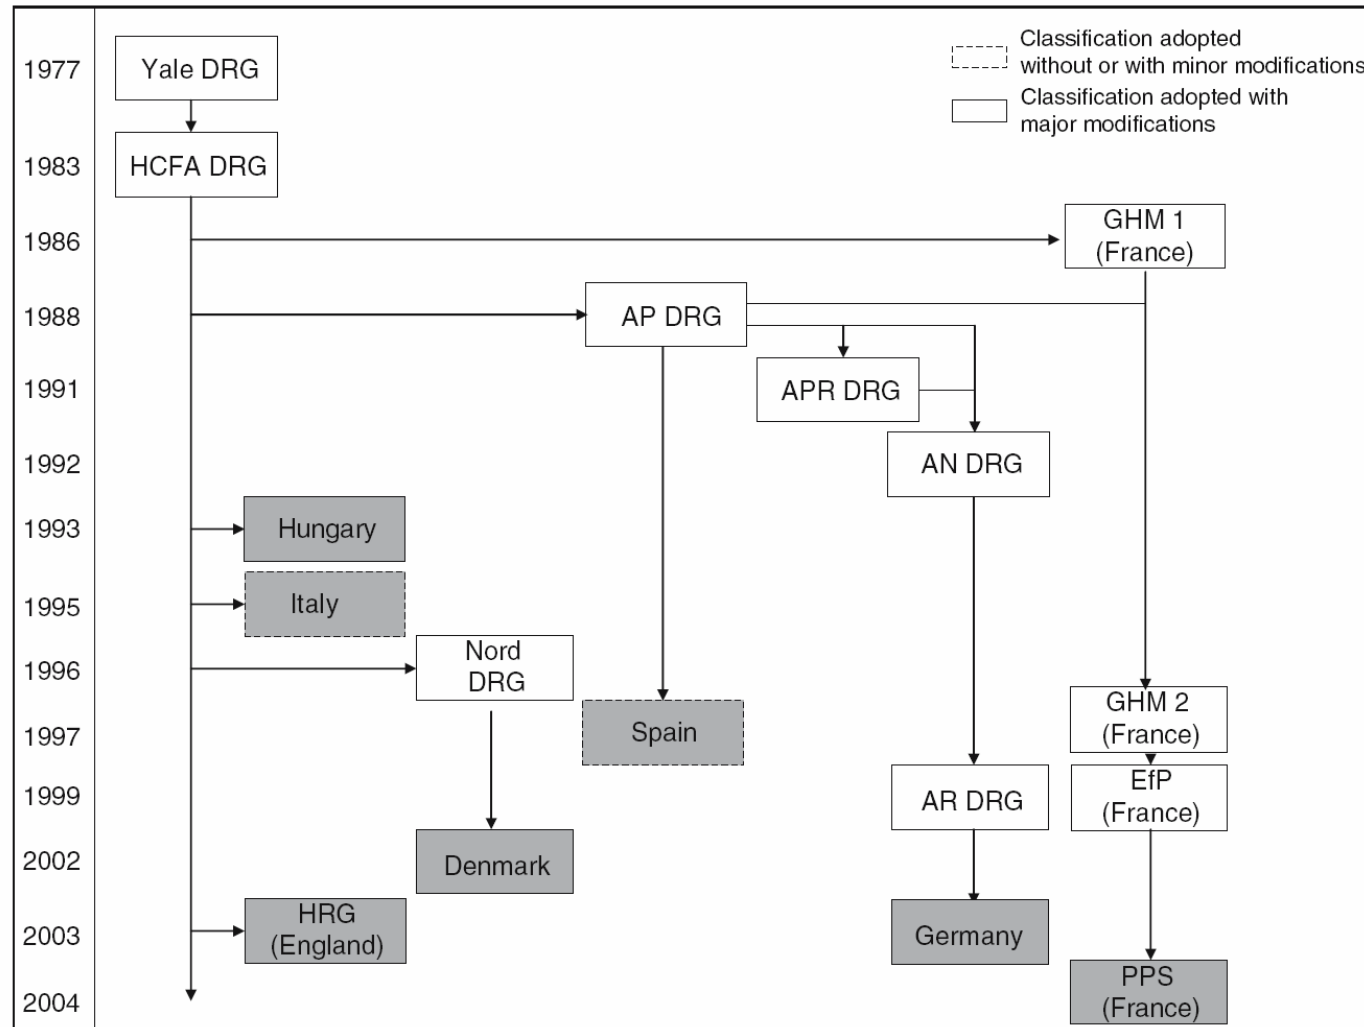 Classification adopted
without or with minor modifications
Classification adopted with
major modifications
1977
Yale DRG
1983
HCFA DRG
1986
GHM 1
(France)
1988
AP DRG
1991
APR DRG
1992
AN DRG
1993
Hungary
1995
Italy
1996
Nord
DRG
1997
Spain
GHM 2
(France)
1999
AR DRG
EfP
(France)
2002
Denmark
2003
HRG
(England)
Germany
2004
PPS
(France)